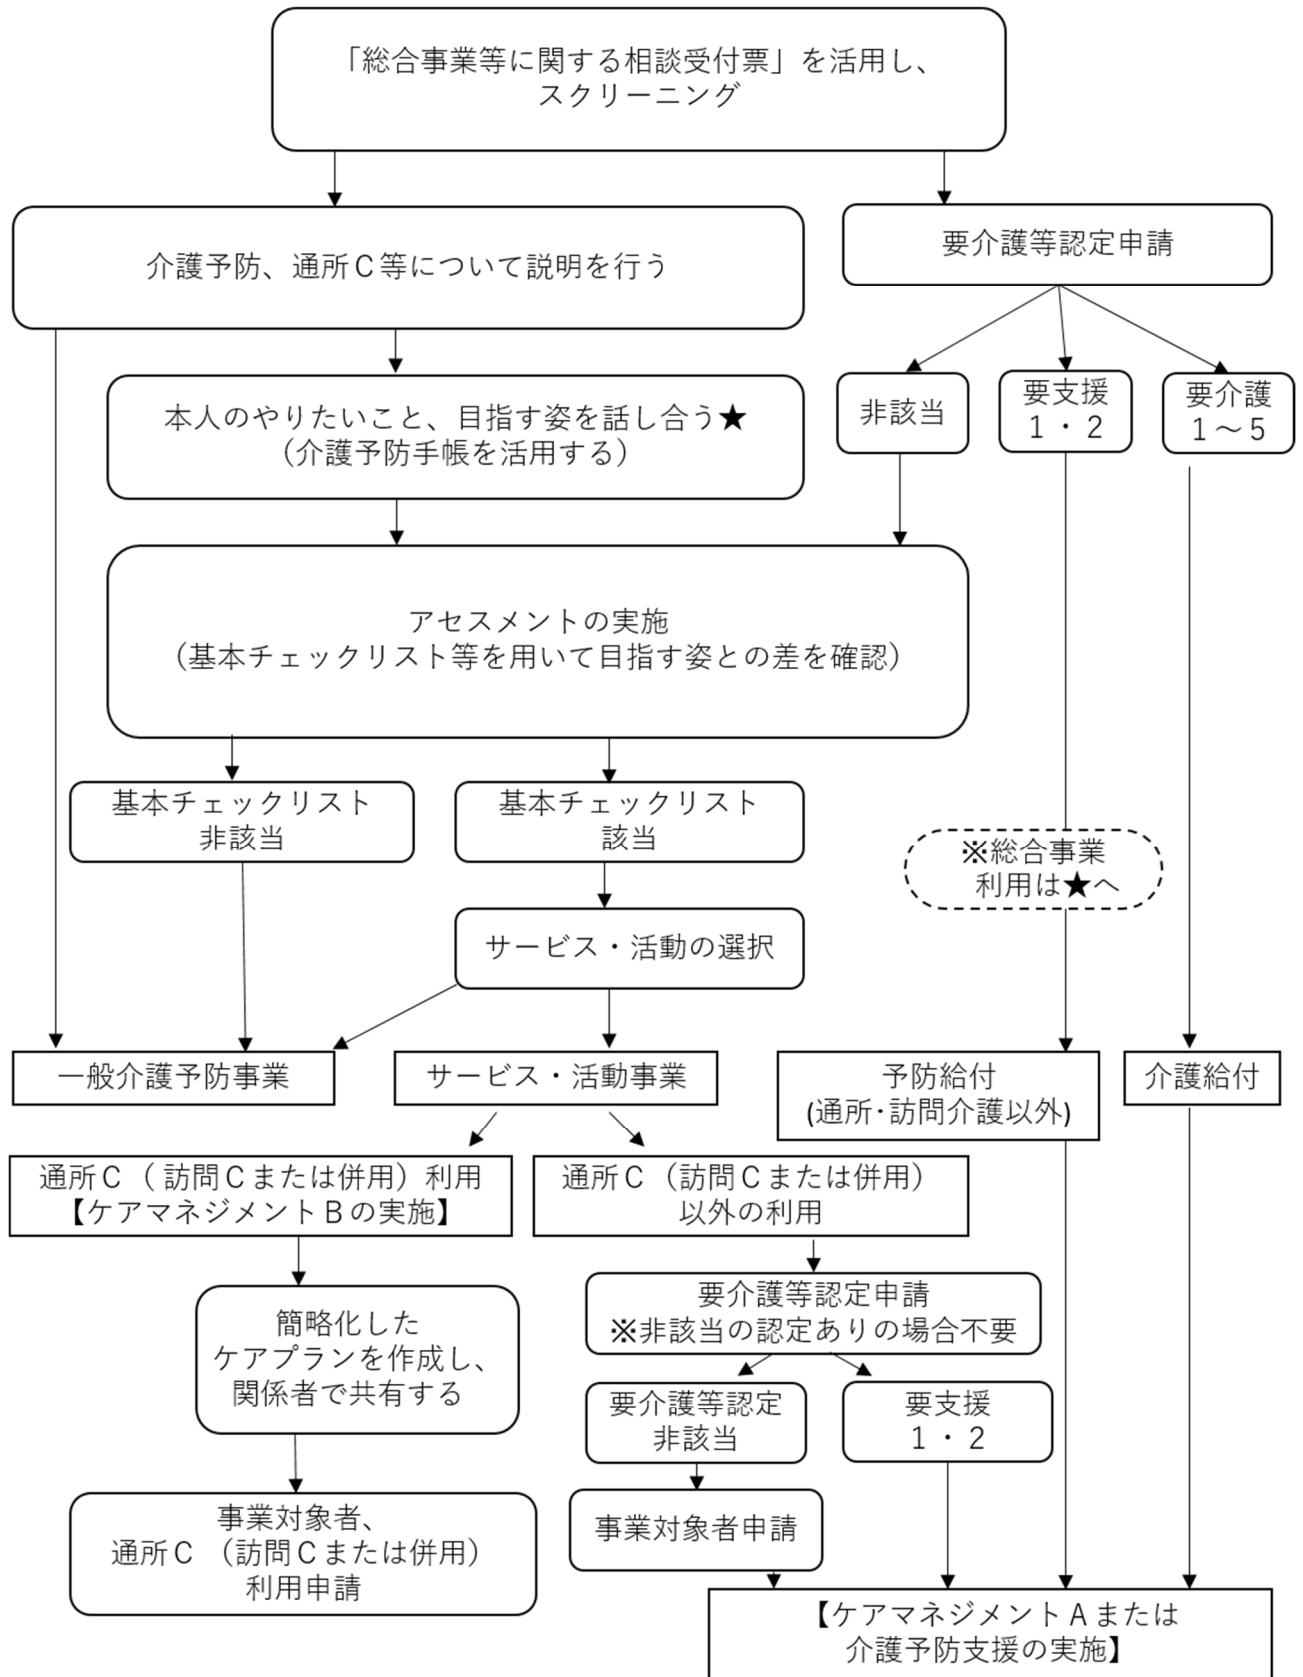 「総合事業等に関する相談受付票」を活用し、
スクリーニング
介護予防、通所C等について説明を行う
要介護等認定申請
本人のやりたいこと、目指す姿を話し合う★
（介護予防手帳を活用する）
非該当
要支援
1・2
要介護
1～5
アセスメントの実施
（基本チェックリスト等を用いて目指す姿との差を確認）
基本チェックリスト
非該当
基本チェックリスト
該当
※総合事業
利用は★へ
サービス・活動の選択
一般介護予防事業
サービス・活動事業
予防給付
(通所･訪問介護以外)
介護給付
通所C（訪問Cまたは併用）利用
【ケアマネジメントBの実施】
通所C（訪問Cまたは併用）
以外の利用
簡略化した
ケアプランを作成し、
関係者で共有する
要介護等認定申請
※非該当の認定ありの場合不要
要介護等認定
非該当
要支援
1・2
事業対象者、
通所C（訪問Cまたは併用）
利用申請
事業対象者申請
【ケアマネジメントAまたは
介護予防支援の実施】